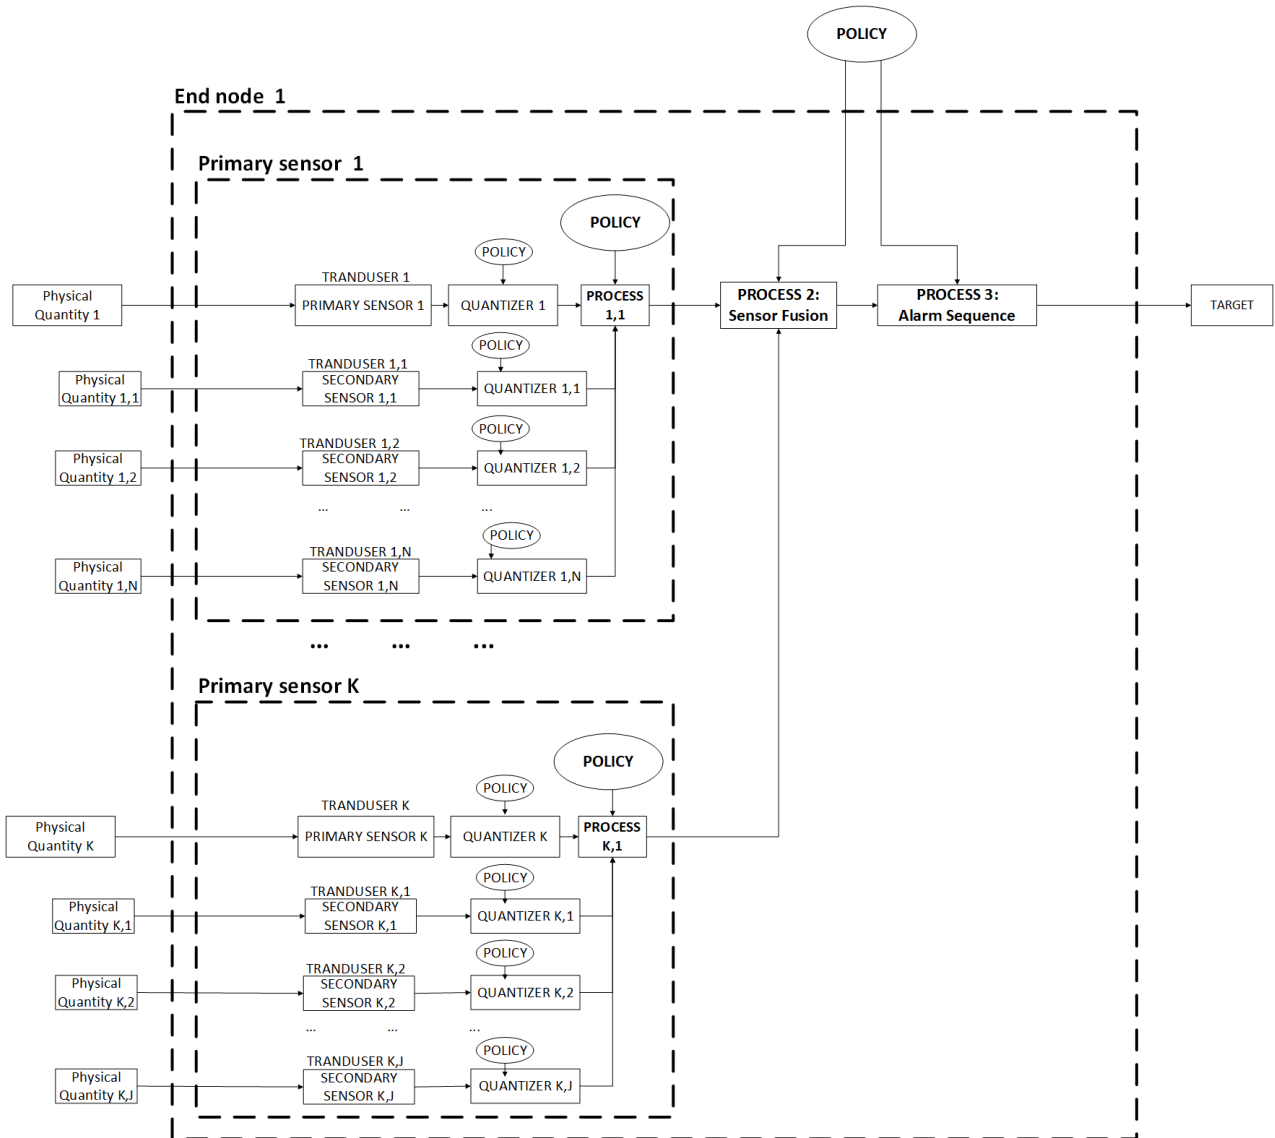 POLICY
End node 1
Primary sensor 1
POLICY
POLICY
TRANDUSER 1
Physical
Quantity 1
PRIMARY SENSOR 1
QUANTIZER 1
PROCESS
1,1
PROCESS 2:
Sensor Fusion
PROCESS 3:
Alarm Sequence
TARGET
POLICY
TRANDUSER 1,1
Physical
Quantity 1,1
SECONDARY
SENSOR 1,1
QUANTIZER 1,1
POLICY
TRANDUSER 1,2
Physical
Quantity 1,2
SECONDARY
SENSOR 1,2
QUANTIZER 1,2
... ... ...
POLICY
TRANDUSER 1,N
Physical
Quantity 1,N
SECONDARY
SENSOR 1,N
QUANTIZER 1,N
... ... ...
Primary sensor K
POLICY
POLICY
TRANDUSER K
Physical
Quantity K
PRIMARY SENSOR K
QUANTIZER K
PROCESS
K,1
POLICY
TRANDUSER K,1
Physical
Quantity K,1
SECONDARY
SENSOR K,1
QUANTIZER K,1
POLICY
TRANDUSER K,2
Physical
Quantity K,2
SECONDARY
SENSOR K,2
QUANTIZER K,2
... ... ...
POLICY
TRANDUSER K,J
Physical
Quantity K,J
SECONDARY
SENSOR K,J
QUANTIZER K,J